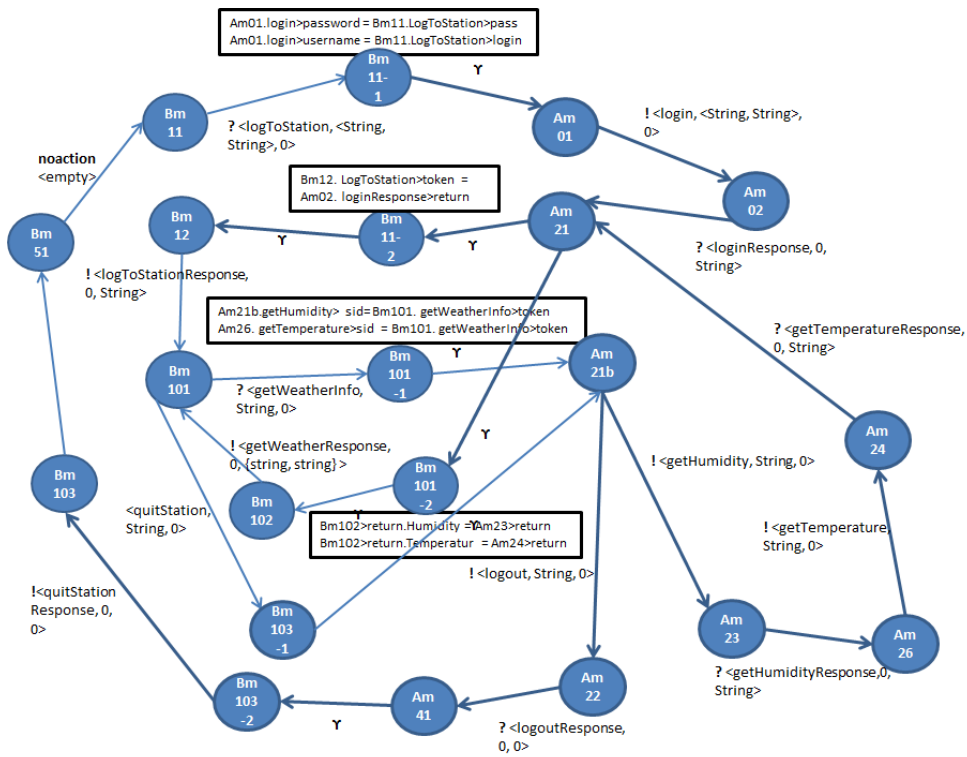 Am01.login>password = Bm11.LogToStation>pass
Am01.login>username = Bm11.LogToStation>login
ϒ
Bm
11-
1
Bm
11
? <logToStation, <String,
String>, 0>
Am
01
! <login, <String, String>,
0>
noaction
<empty>
Bm12. LogToStation>token =
Am02. loginResponse>return
Am
02
Bm
51
Bm
12
ϒ
Bm
11-
2
ϒ
Am
21
? <loginResponse, 0,
String>
! <logToStationResponse,
0, String>
Am21b.getHumidity> sid=Bm101. getWeatherInfo>token
Am26. getTemperature>sid = Bm101. getWeatherInfo>token
? <getTemperatureResponse,
0, String>
ϒ
Bm
101
Bm
101
-1
Am
21b
? <getWeatherInfo,
String, 0>
ϒ
Am
24
! <getWeatherResponse,
0, {string, string} >
! <getHumidity, String, 0>
Bm
103
Bm
102
Bm
101
-2
ϒ
<quitStation,
String, 0>
Bm102>return.Humidity = Am23>return
Bm102>return.Temperatur = Am24>return
ϒ
! <getTemperature,
String, 0>
! <logout, String, 0>
!<quitStation
Response, 0,
0>
Bm
103
-1
Am
23
Am
26
? <getHumidityResponse,0,
String>
Bm
103
-2
ϒ
Am
41
Am
22
? <logoutResponse,
0, 0>